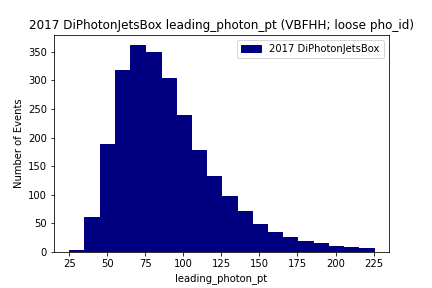 2017 DiPhotonJetsBox leading_photon_pt (VBFHH; loose pho_id)
2017 DiPhotonJetsBox
350
300
250
200
150
100
50
0
Number of Events
25 50 75 100 125 150 175 200 225
leading_photon_pt